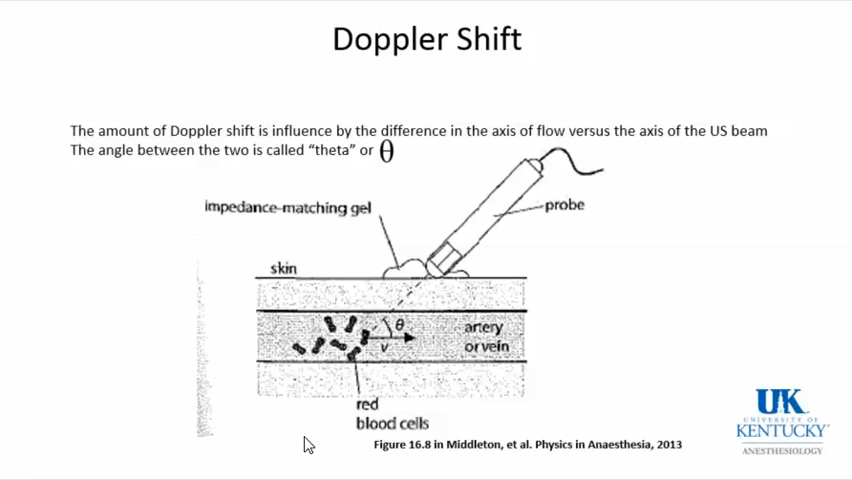 Doppler Shift
The amount of Doppler shift is influence by the difference in the axis of flow versus the axis of the US beam
The angle between the two is called “theta” or θ
impedance-matching gel
probe
skin
θ
artery
or vein
v
red
blood cells
Figure 16.8 in Middleton, et al. Physics in Anaesthesia, 2013
UK
UNIVERSITY OF
KENTUCKY
ANESTHESIOLOGY